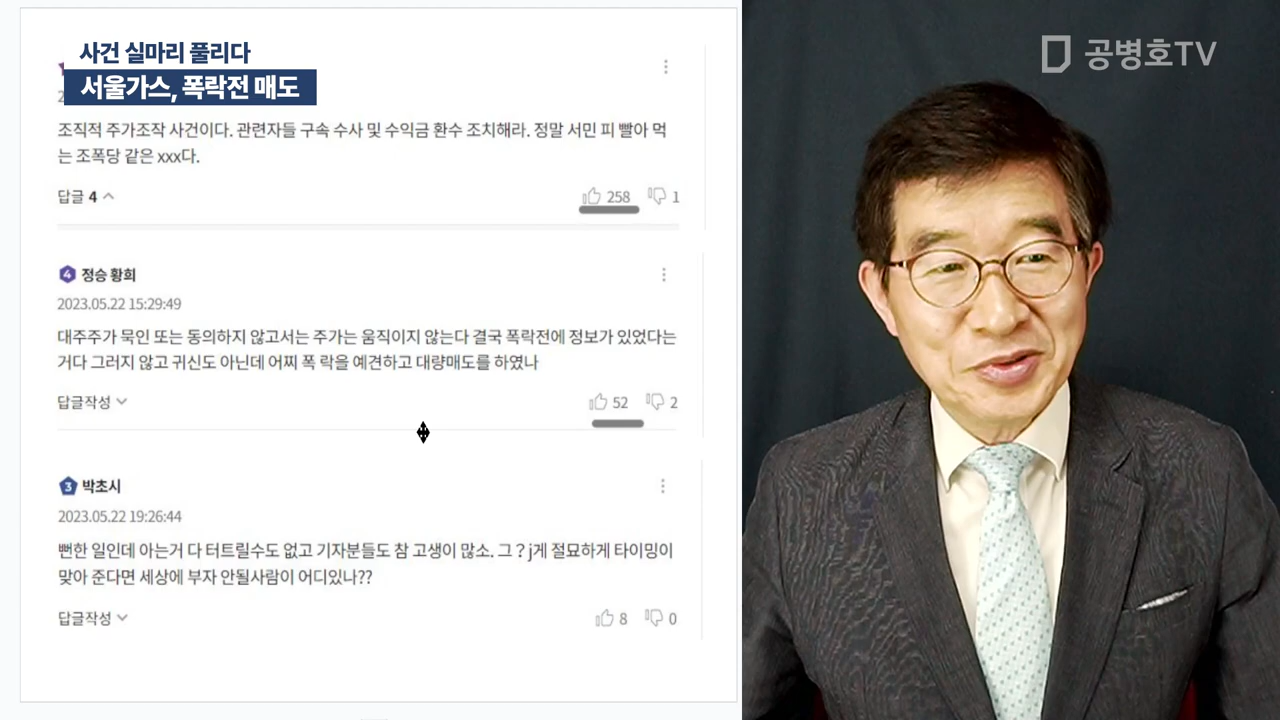 사건 실마리 풀리다
서울가스, 폭락전 매도
공병호TV
조직적 주가조작 사건이다. 관련자들 구속 수사 및 수익금 환수 조치해라. 정말 서민 피 빨아 먹
는 조폭당 같은 xxx다.
답글 4
258 1
4 정승 황희
2023.05.22 15:29:49
대주주가 묵인 또는 동의하지 않고서는 주가는 움직이지 않는다 결국 폭락전에 정보가 있었다는
거다 그러지 않고 귀신도 아닌데 어찌 폭 락을 예견하고 대량매도를 하였나
답글작성
52 2
3 박초시
2023.05.22 19:26:44
뻔한 일인데 아는거 다 터트릴수도 없고 기자분들도 참 고생이 많소. 그 ? j게 절묘하게 타이밍이
맞아 준다면 세상에 부자 안될사람이 어디있나??
답글작성
8 0